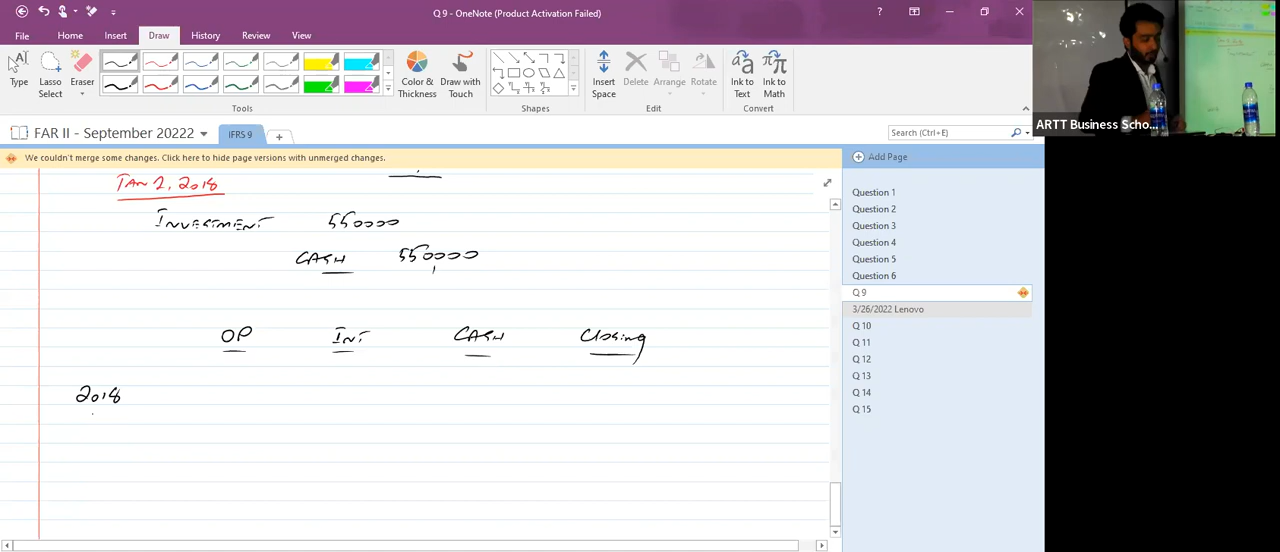 Q 9 - OneNote (Product Activation Failed)
File Home Insert Draw History Review View
Type
Lasso Select
Eraser
Color & Thickness
Draw with Touch
Insert Space
Delete
Arrange
Rotate
Ink to Text
Ink to Math
Tools Shapes Edit Convert
ARTT Business Scho...
FAR II - September 20222
IFRS 9
Search (Ctrl+E)
We couldn't merge some changes. Click here to hide page versions with unmerged changes.
Add Page
JAN 2, 2018
INVESTMENT 550000
CASH 550000
OP INT CASH Closing
2018
Question 1
Question 2
Question 3
Question 4
Question 5
Question 6
Q 9
3/26/2022 Lenovo
Q 10
Q 11
Q 12
Q 13
Q 14
Q 15